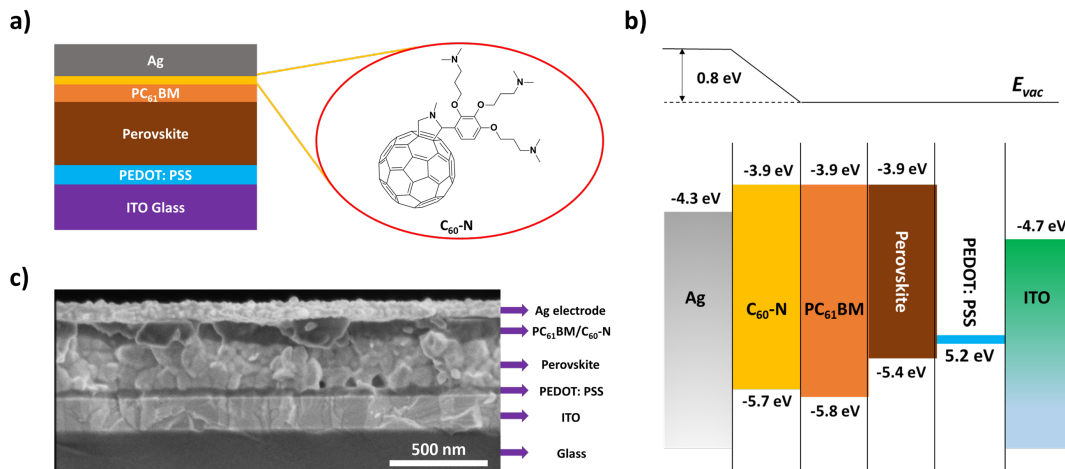 a)
Ag
PC₆₁BM
Perovskite
PEDOT: PSS
ITO Glass
N
N
O
O
N
O
N
C₆₀-N
b)
0.8 eV
Evac
-3.9 eV -3.9 eV -3.9 eV
-4.3 eV
-4.7 eV
Ag
C₆₀-N
PC₆₁BM
Perovskite
PEDOT: PSS
ITO
5.2 eV
-5.4 eV
-5.7 eV
-5.8 eV
c)
Ag electrode
PC₆₁BM/C₆₀-N
Perovskite
PEDOT: PSS
ITO
Glass
500 nm